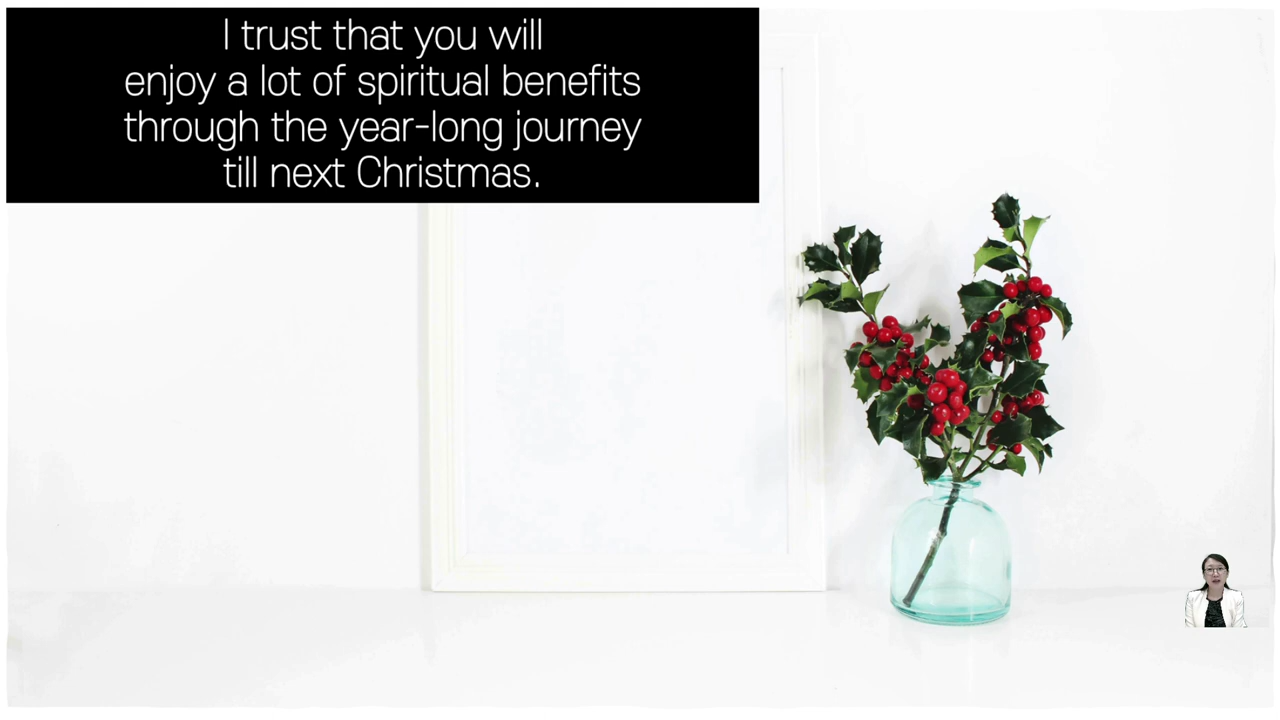 I trust that you will
enjoy a lot of spiritual benefits
through the year-long journey
till next Christmas.